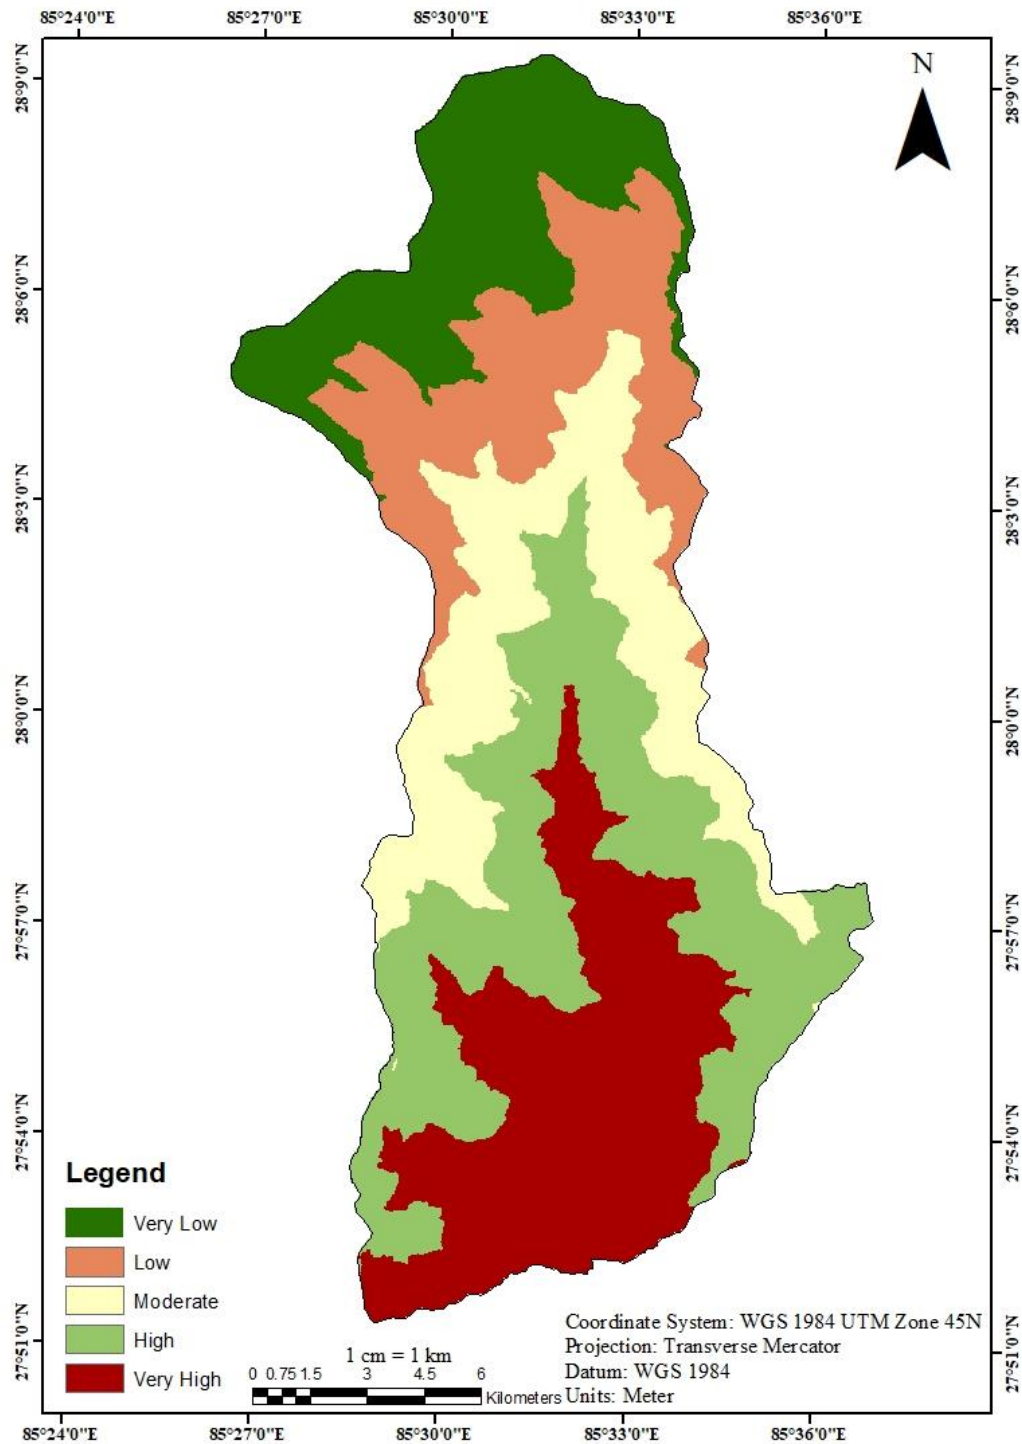 85°24'0"E 85°27'0"E 85°30'0"E 85°33'0"E 85°36'0"E
N
28°9'0"N 28°9'0"N
28°6'0"N 28°6'0"N
28°3'0"N 28°3'0"N
28°0'0"N 28°0'0"N
27°57'0"N 27°57'0"N
27°54'0"N 27°54'0"N
Legend
Very Low
Low
Moderate
High
Very High
27°51'0"N 27°51'0"N
1 cm = 1 km
0 0.75 1.5 3 4.5 6
Kilometers
Coordinate System: WGS 1984 UTM Zone 45N
Projection: Transverse Mercator
Datum: WGS 1984
Units: Meter
85°24'0"E 85°27'0"E 85°30'0"E 85°33'0"E 85°36'0"E